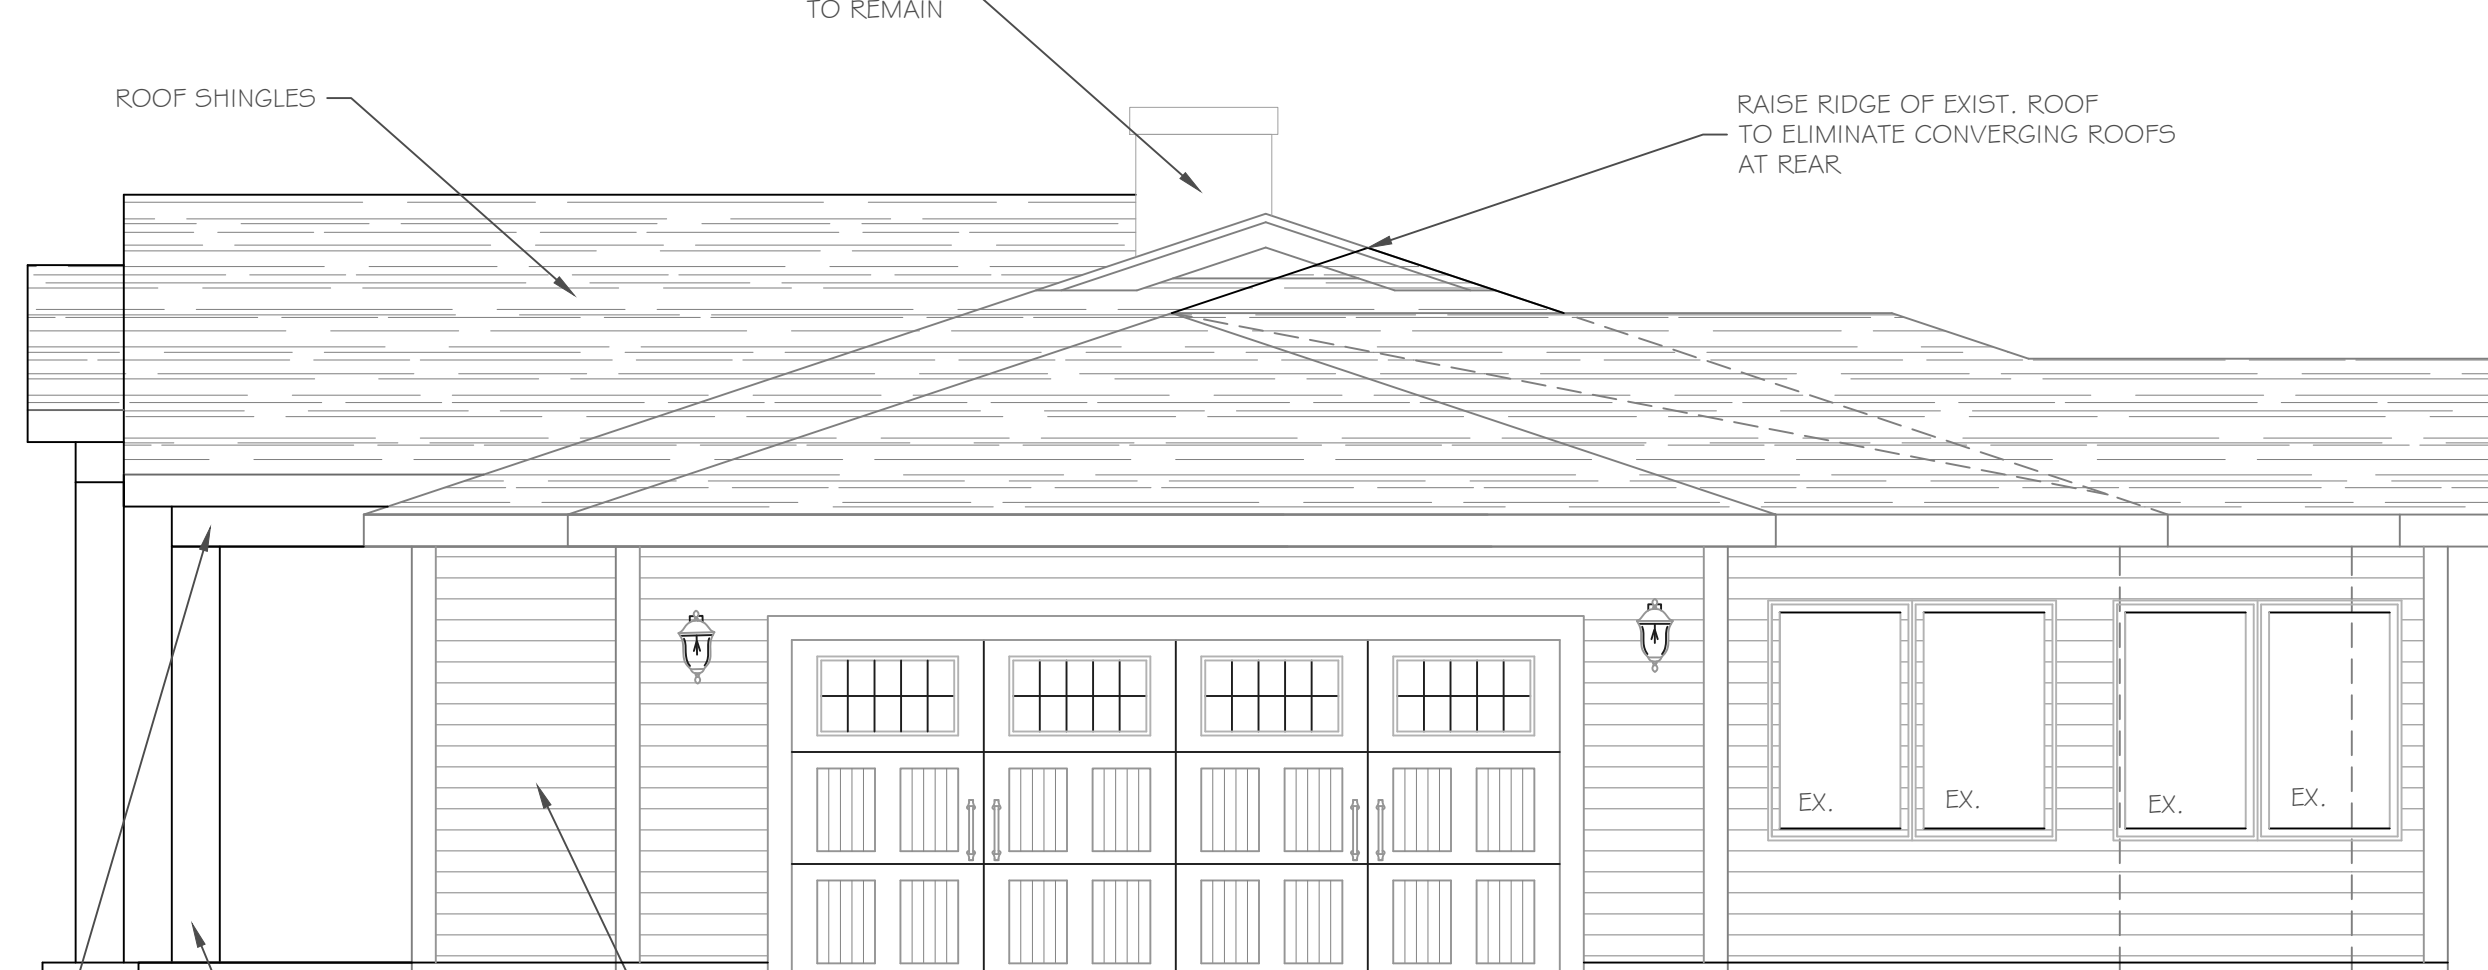 TO REMAIN
ROOF SHINGLES
RAISE RIDGE OF EXIST. ROOF
TO ELIMINATE CONVERGING ROOFS
AT REAR
EX.
EX.
EX.
EX.